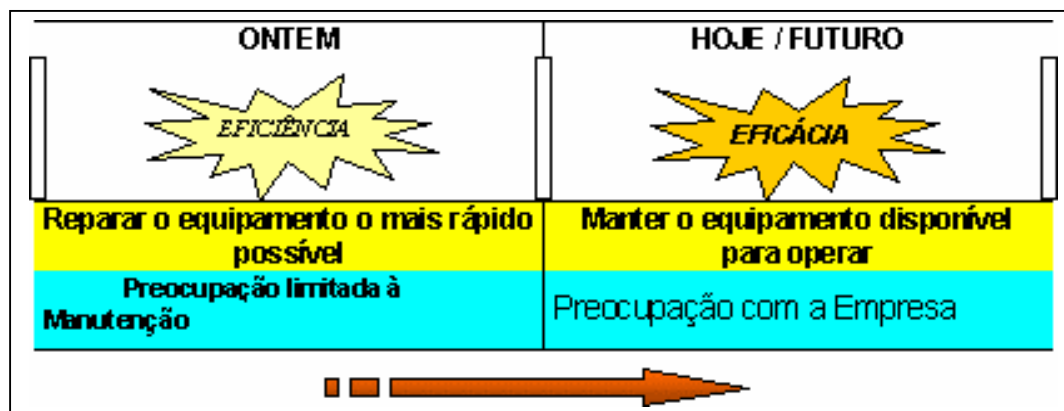 ONTEM
HOJE / FUTURO
EFICIÊNCIA
EFICÁCIA
Reparar o equipamento o mais rápido
possível
Manter o equipamento disponível
para operar
Preocupação limitada à
Manutenção
Preocupação com a Empresa